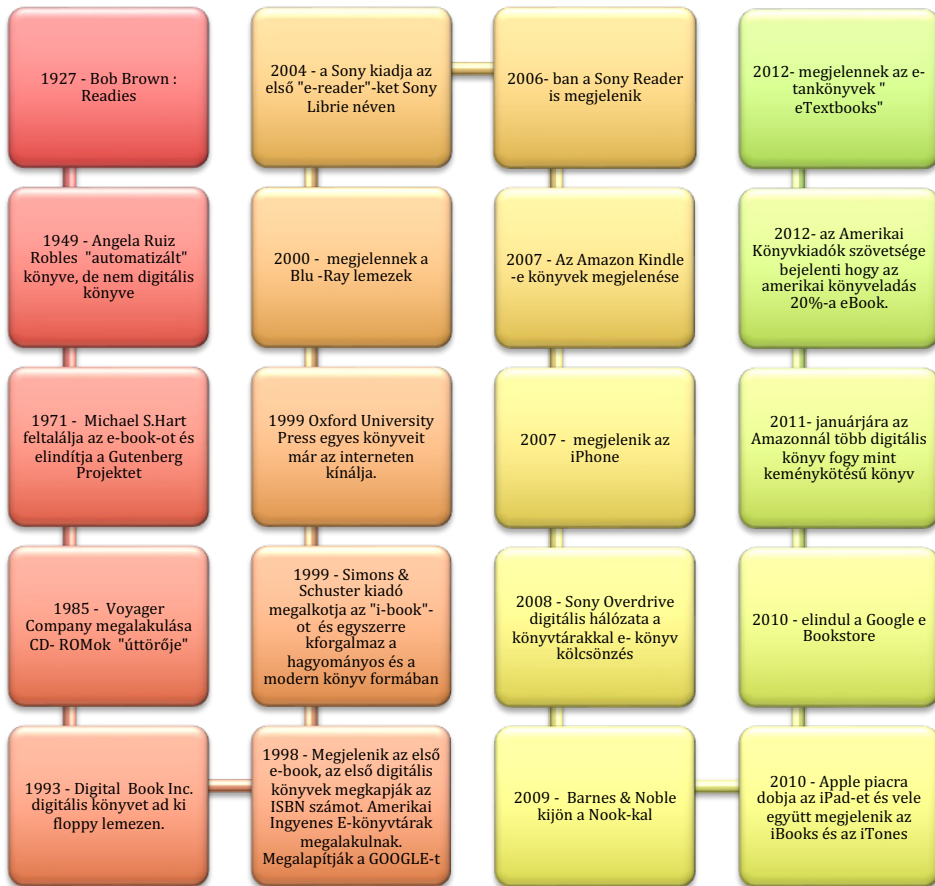 1927 - Bob Brown :
Readies
1949 - Angela Ruiz
Robles "automatizált"
könyve, de nem digitális
könyve
1971 - Michael S.Hart
feltalálja az e-book-ot és
elindítja a Gutenberg
Projektet
1985 - Voyager
Company megalakulása
CD- ROMok "úttörője"
1993 - Digital Book Inc.
digitális könyvet ad ki
floppy lemezen.
1998 - Megjelenik az első
e-book, az első digitális
könyvek megkapják az
ISBN számot. Amerikai
Ingyenes E-könyvtárak
megalakulnak.
Megalapítják a GOOGLE-t
1999 - Simons &
Schuster kiadó
megalkotja az "i-book"-
ot és egyszerre
kforgalmaz a
hagyományos és a
modern könyv formában
1999 Oxford University
Press egyes könyveit
már az interneten
kínálja.
2000 - megjelennek a
Blu -Ray lemezek
2004 - a Sony kiadja az
első "e-reader"-ket Sony
Librie néven
2006- ban a Sony Reader
is megjelenik
2007 - Az Amazon Kindle
-e könyvek megjelenése
2007 - megjelenik az
iPhone
2008 - Sony Overdrive
digitális hálózata a
könyvtárakkal e- könyv
kölcsönzés
2009 - Barnes & Noble
kijön a Nook-kal
2010 - Apple piacra
dobja az iPad-et és vele
együtt megjelenik az
iBooks és az iTones
2010 - elindul a Google e
Bookstore
2011- januárjára az
Amazonnál több digitális
könyv fogy mint
keménykötésű könyv
2012- az Amerikai
Könyvkiadók szövetsége
bejelenti hogy az
amerikai könyveladás
20%-a eBook.
2012- megjelennek az e-
tankönyvek "
eTextbooks"